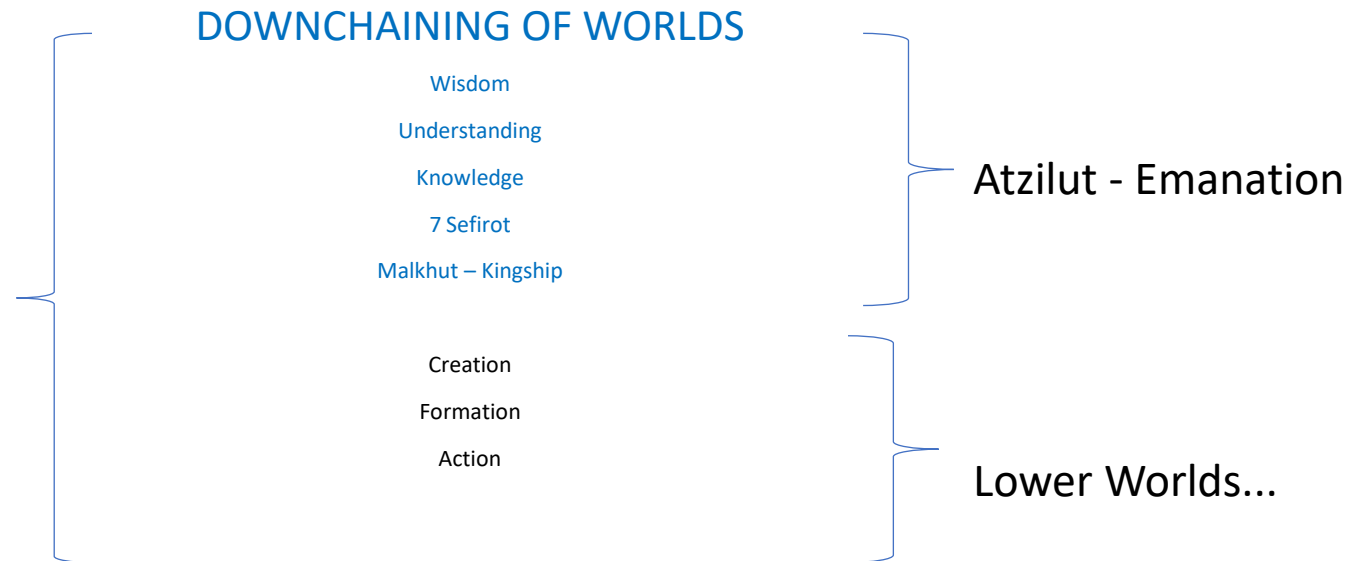 DOWNCHAINING OF WORLDS
Wisdom
Understanding
Knowledge
7 Sefirot
Malkhut – Kingship
Atzilut - Emanation
Creation
Formation
Action
Lower Worlds...